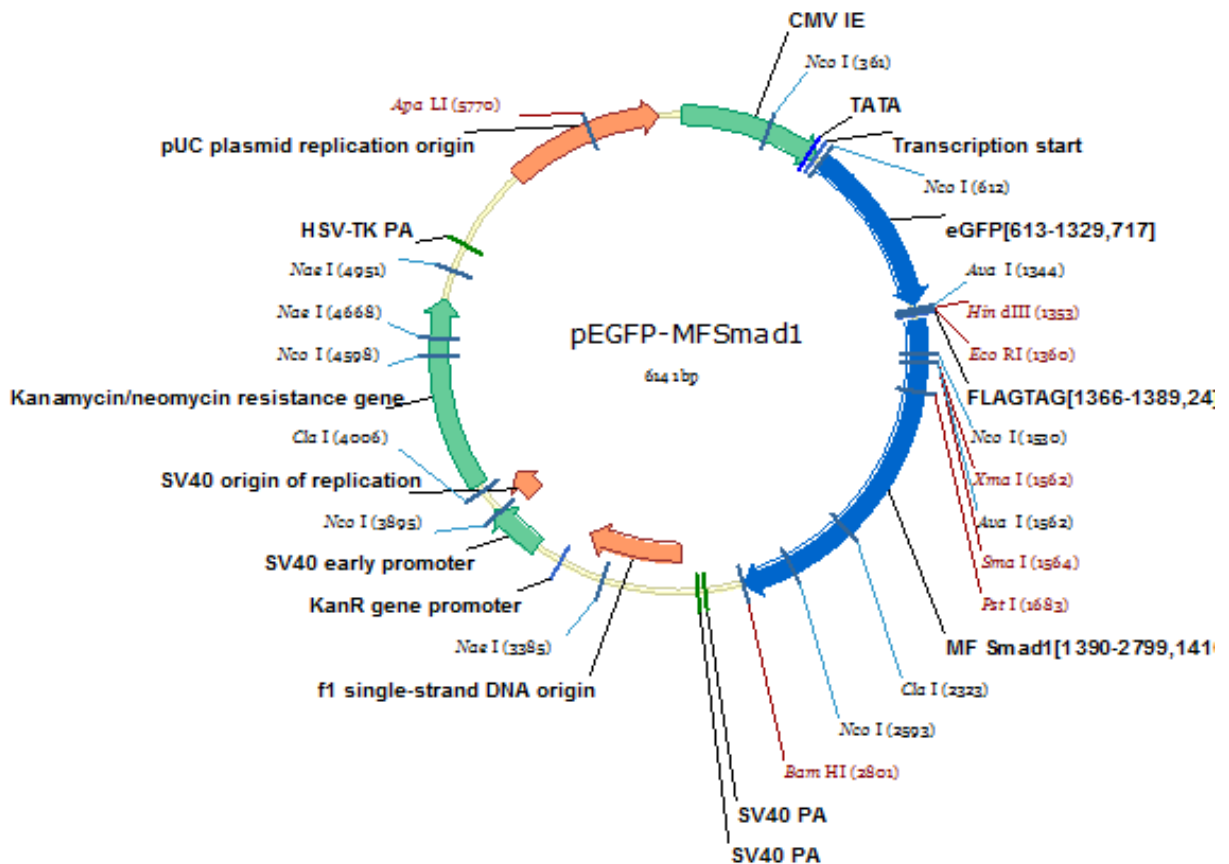 CMV IE
Nco I (361)
Apa LI (5770)
TATA
pUC plasmid replication origin
Transcription start
Nco I (612)
HSV-TK PA
eGFP[613-1329,717]
Nae I (4951)
Ava I (1344)
Nae I (4668)
Hin dIII (1353)
pEGFP-MFSmad1
Nco I (4598)
Eco RI (1360)
6141bp
Kanamycin/neomycin resistance gene
FLAGTAG[1366-1389,24]
Cla I (4006)
Nco I (1530)
SV40 origin of replication
Xma I (1562)
Nco I (3895)
Ava I (1562)
SV40 early promoter
Sma I (1564)
KanR gene promoter
Pst I (1683)
Nae I (3385)
MF Smad1[1390-2799,141
f1 single-strand DNA origin
Cla I (2323)
Nco I (2593)
Bam HI (2801)
SV40 PA
SV40 PA